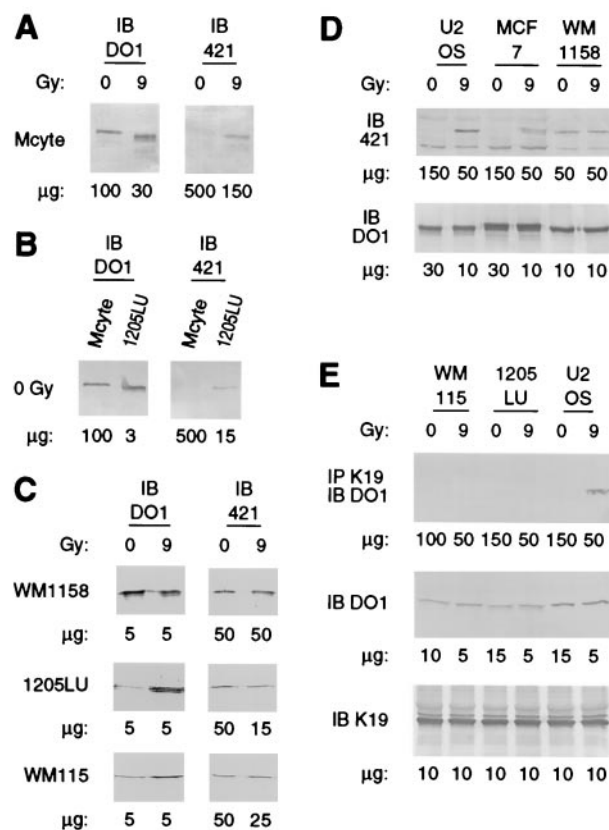 A
IB DO1 IB 421
Gy: 0 9 0 9
Mcyte
µg: 100 30 500 150
B
IB DO1 IB 421
Mcyte 1205LU Mcyte 1205LU
0 Gy
µg: 100 3 500 15
C
IB DO1 IB 421
Gy: 0 9 0 9
WM1158
µg: 5 5 50 50
1205LU
µg: 5 5 50 15
WM115
µg: 5 5 50 25
D
U2 OS MCF 7 WM 1158
Gy: 0 9 0 9 0 9
IB 421
µg: 150 50 150 50 50 50
IB DO1
µg: 30 10 30 10 10 10
E
WM 115 1205 LU U2 OS
Gy: 0 9 0 9 0 9
IP K19
IB DO1
µg: 100 50 150 50 150 50
IB DO1
µg: 10 5 15 5 15 5
IB K19
µg: 10 10 10 10 10 10